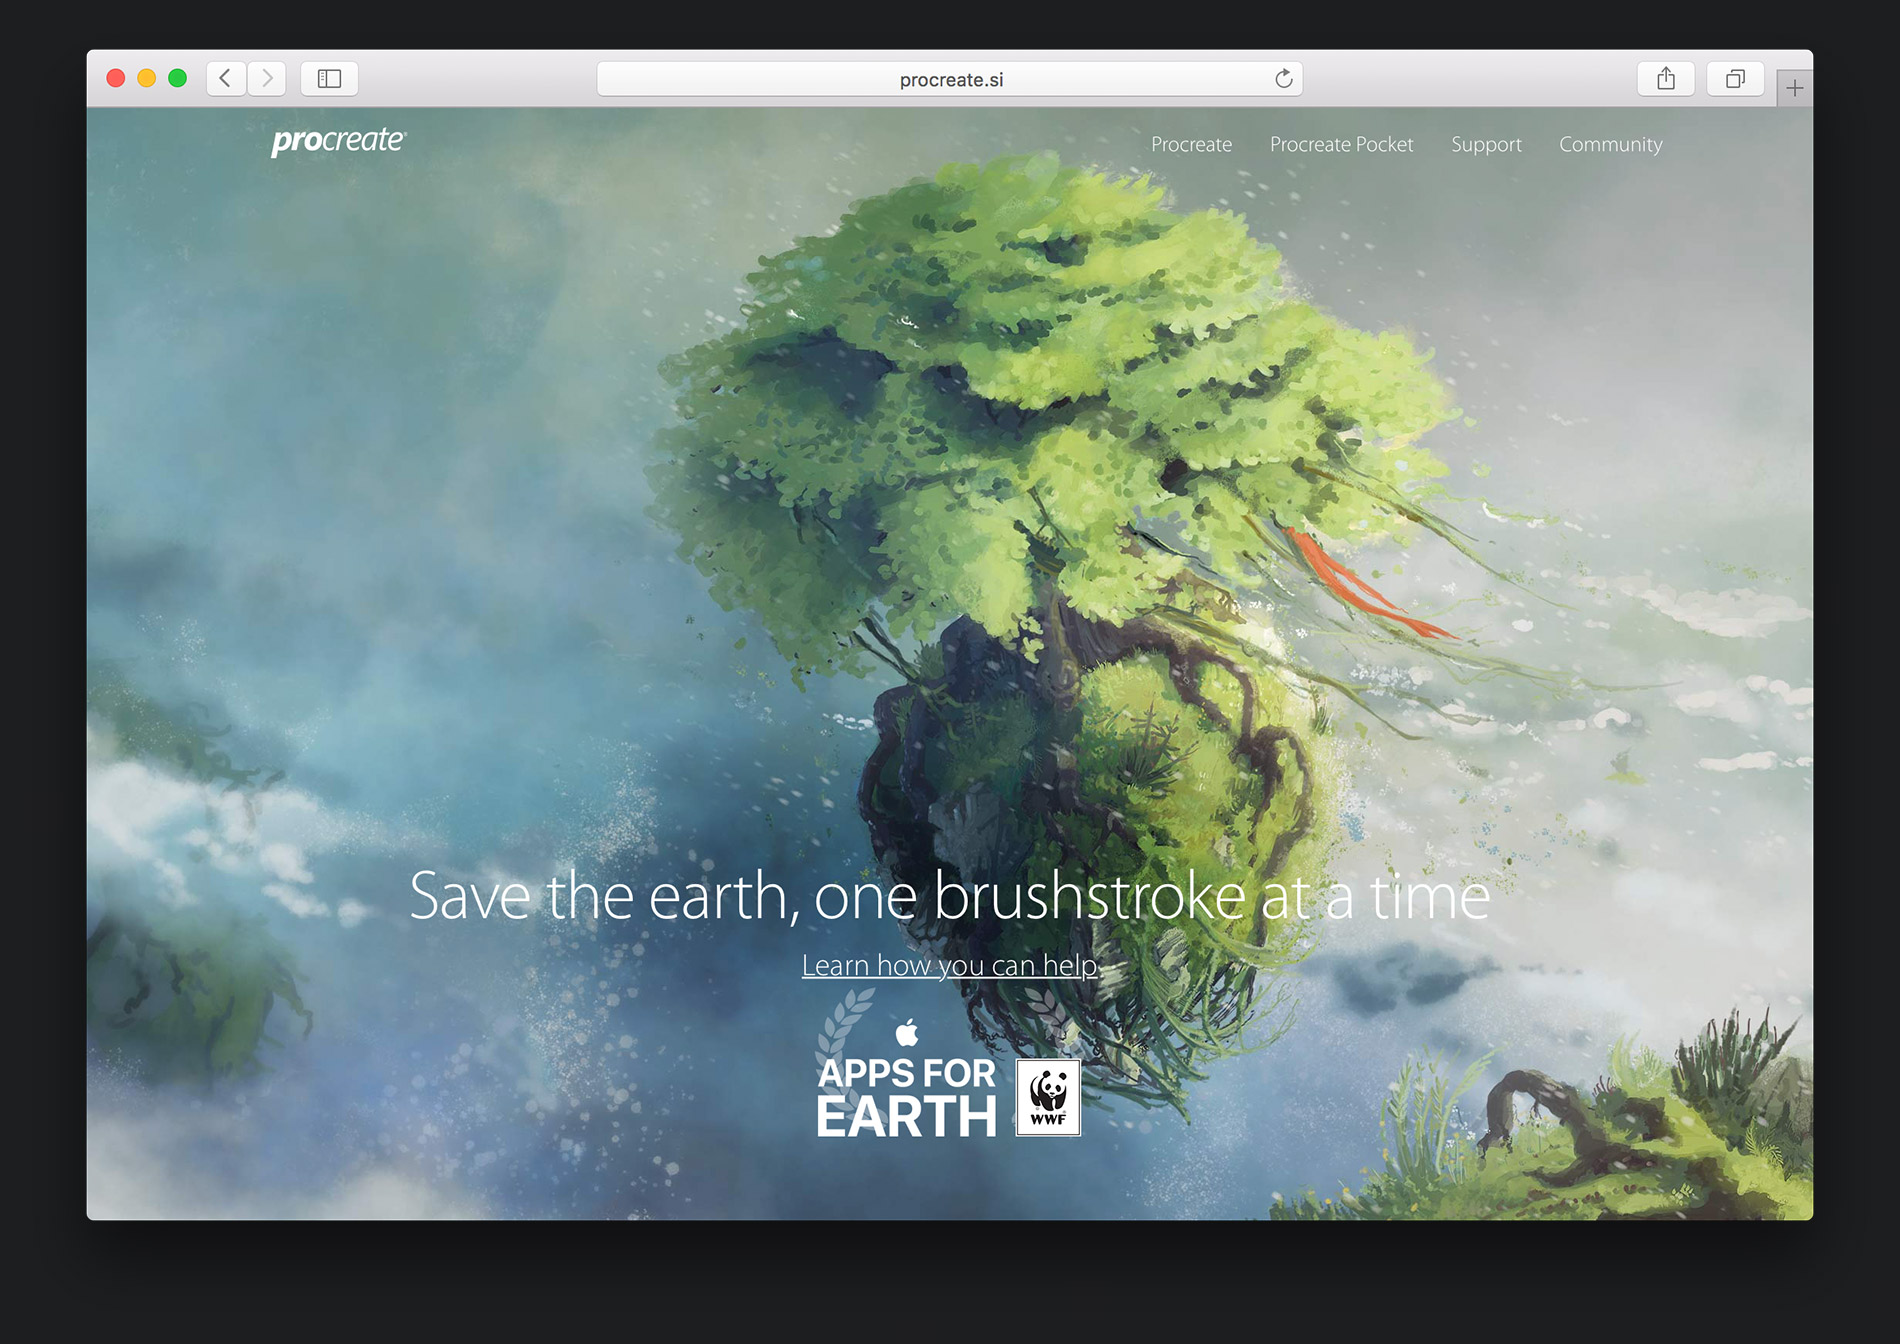 procreate.si
procreate®
Procreate
Procreate Pocket
Support
Community
Save the earth, one brushstroke at a time
Learn how you can help
APPS FOR
EARTH
WWF